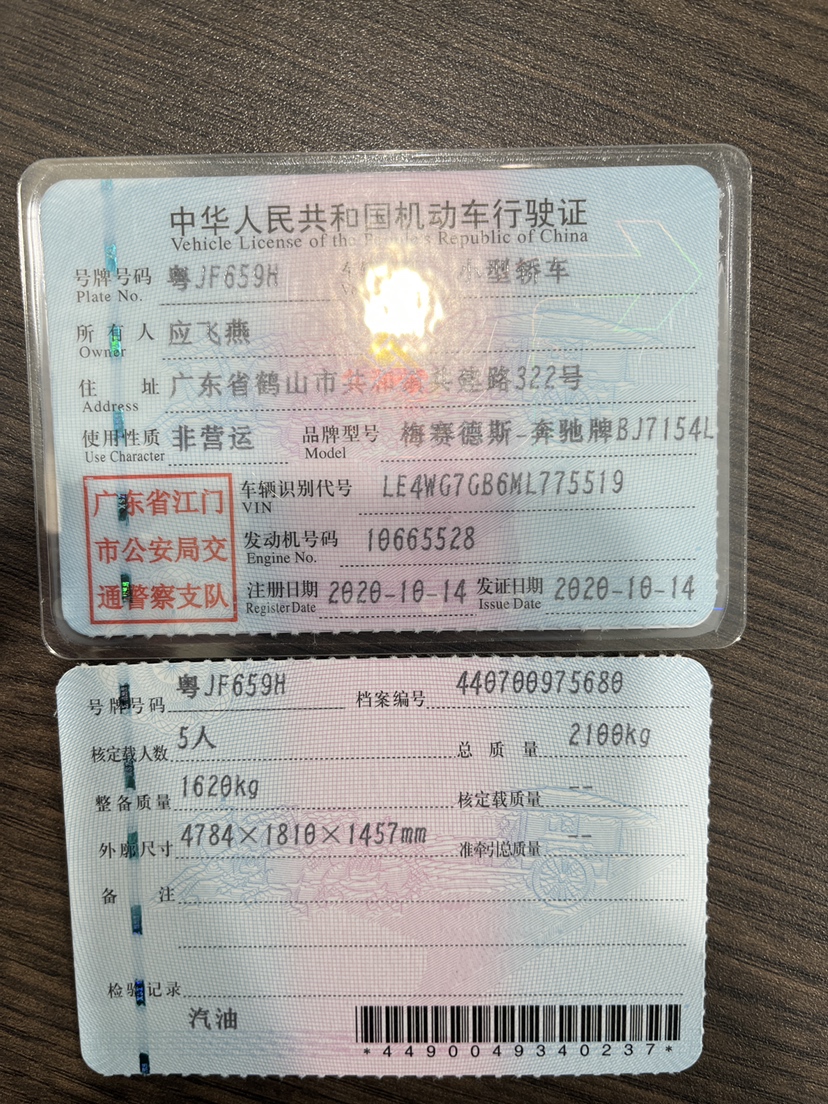 中华人民共和国机动车行驶证
Vehicle License of the People's Republic of China
号牌号码 粤JF659H 小型轿车
Plate No.
所有人 应飞燕
Owner
住址 广东省鹤山市共和镇共建路322号
Address
使用性质 非营运 品牌型号 梅赛德斯-奔驰牌BJ7154L
Use Character Model
广东省江门 车辆识别代号 LE4WG7GB6ML775519
VIN
市公安局交 发动机号码 10665528
Engine No.
通警察支队 注册日期 2020-10-14 发证日期 2020-10-14
Register Date Issue Date
号牌号码 粤JF659H 档案编号 440700975680
核定载人数 5人 总质量 2100kg
整备质量 1620kg 核定载质量 --
外廓尺寸 4784×1810×1457mm 准牵引总质量 --
备注
检验记录
汽油
*4490049340237*